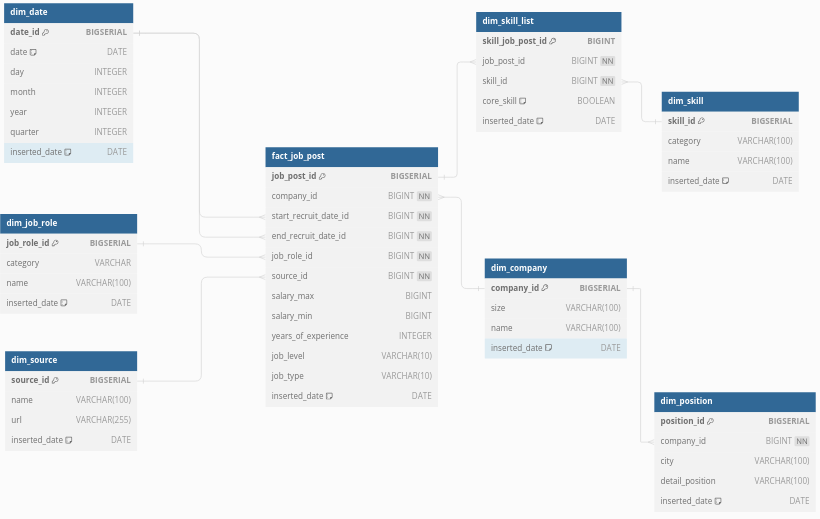 dim_date
date_id BIGSERIAL
date DATE
day INTEGER
month INTEGER
year INTEGER
quarter INTEGER
inserted_date DATE
dim_job_role
job_role_id BIGSERIAL
category VARCHAR
name VARCHAR(100)
inserted_date DATE
dim_source
source_id BIGSERIAL
name VARCHAR(100)
url VARCHAR(255)
inserted_date DATE
fact_job_post
job_post_id BIGSERIAL
company_id BIGINT NN
start_recruit_date_id BIGINT NN
end_recruit_date_id BIGINT NN
job_role_id BIGINT NN
source_id BIGINT NN
salary_max BIGINT
salary_min BIGINT
years_of_experience INTEGER
job_level VARCHAR(10)
job_type VARCHAR(10)
inserted_date DATE
dim_skill_list
skill_job_post_id BIGINT
job_post_id BIGINT NN
skill_id BIGINT NN
core_skill BOOLEAN
inserted_date DATE
dim_skill
skill_id BIGSERIAL
category VARCHAR(100)
name VARCHAR(100)
inserted_date DATE
dim_company
company_id BIGSERIAL
size VARCHAR(100)
name VARCHAR(100)
inserted_date DATE
dim_position
position_id BIGSERIAL
company_id BIGINT NN
city VARCHAR(100)
detail_position VARCHAR(100)
inserted_date DATE